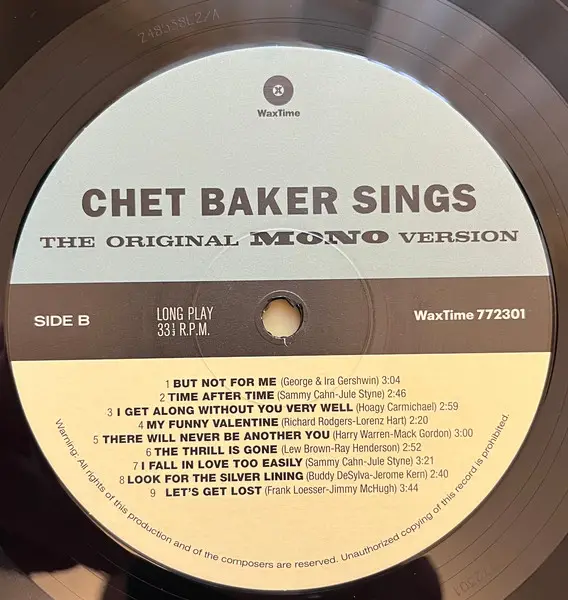 248538L2/A
WaxTime
CHET BAKER SINGS
THE ORIGINAL MONO VERSION
SIDE B
LONG PLAY
33⅓ R.P.M.
WaxTime 772301
1 BUT NOT FOR ME (George & Ira Gershwin) 3:04
2 TIME AFTER TIME (Sammy Cahn-Jule Styne) 2:46
3 I GET ALONG WITHOUT YOU VERY WELL (Hoagy Carmichael) 2:59
4 MY FUNNY VALENTINE (Richard Rodgers-Lorenz Hart) 2:20
5 THERE WILL NEVER BE ANOTHER YOU (Harry Warren-Mack Gordon) 3:00
6 THE THRILL IS GONE (Lew Brown-Ray Henderson) 2:52
7 I FALL IN LOVE TOO EASILY (Sammy Cahn-Jule Styne) 3:21
8 LOOK FOR THE SILVER LINING (Buddy DeSylva-Jerome Kern) 2:40
9 LET'S GET LOST (Frank Loesser-Jimmy McHugh) 3:44
Warning: All rights of this production and of the composers are reserved. Unauthorized copying of this record is prohibited.